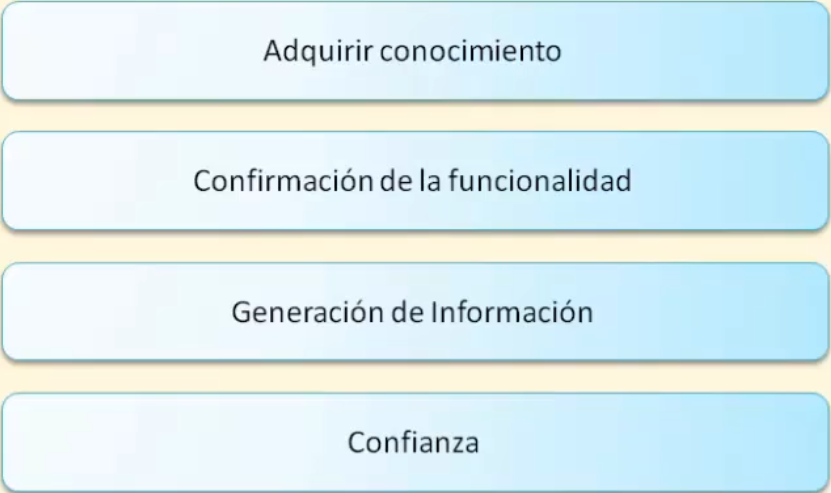 Adquirir conocimiento
Confirmación de la funcionalidad
Generación de Información
Confianza